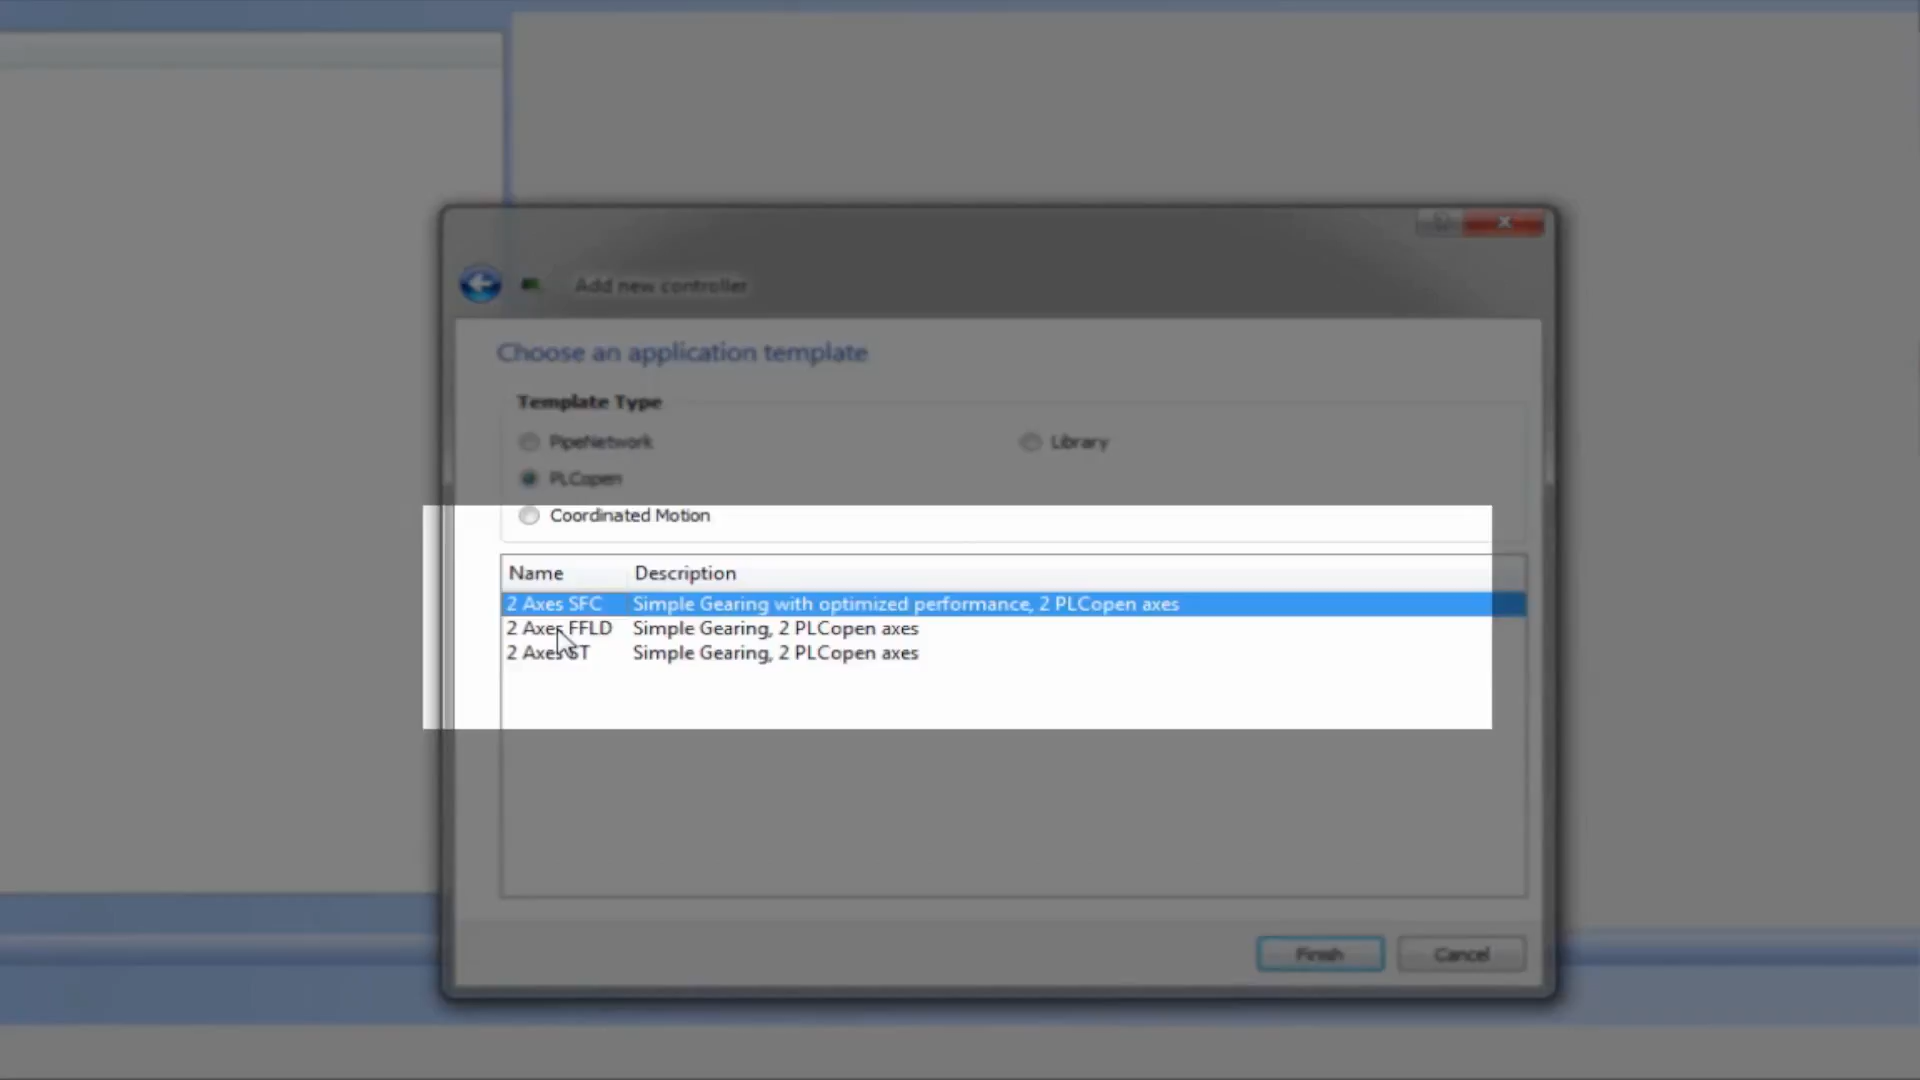 Add new controller
Choose an application template
Template Type
PipeNetwork
Library
PLCopen
Coordinated Motion
Name Description
2 Axes SFC Simple Gearing with optimized performance, 2 PLCopen axes
2 Axes FFLD Simple Gearing, 2 PLCopen axes
2 Axes ST Simple Gearing, 2 PLCopen axes
Finish Cancel